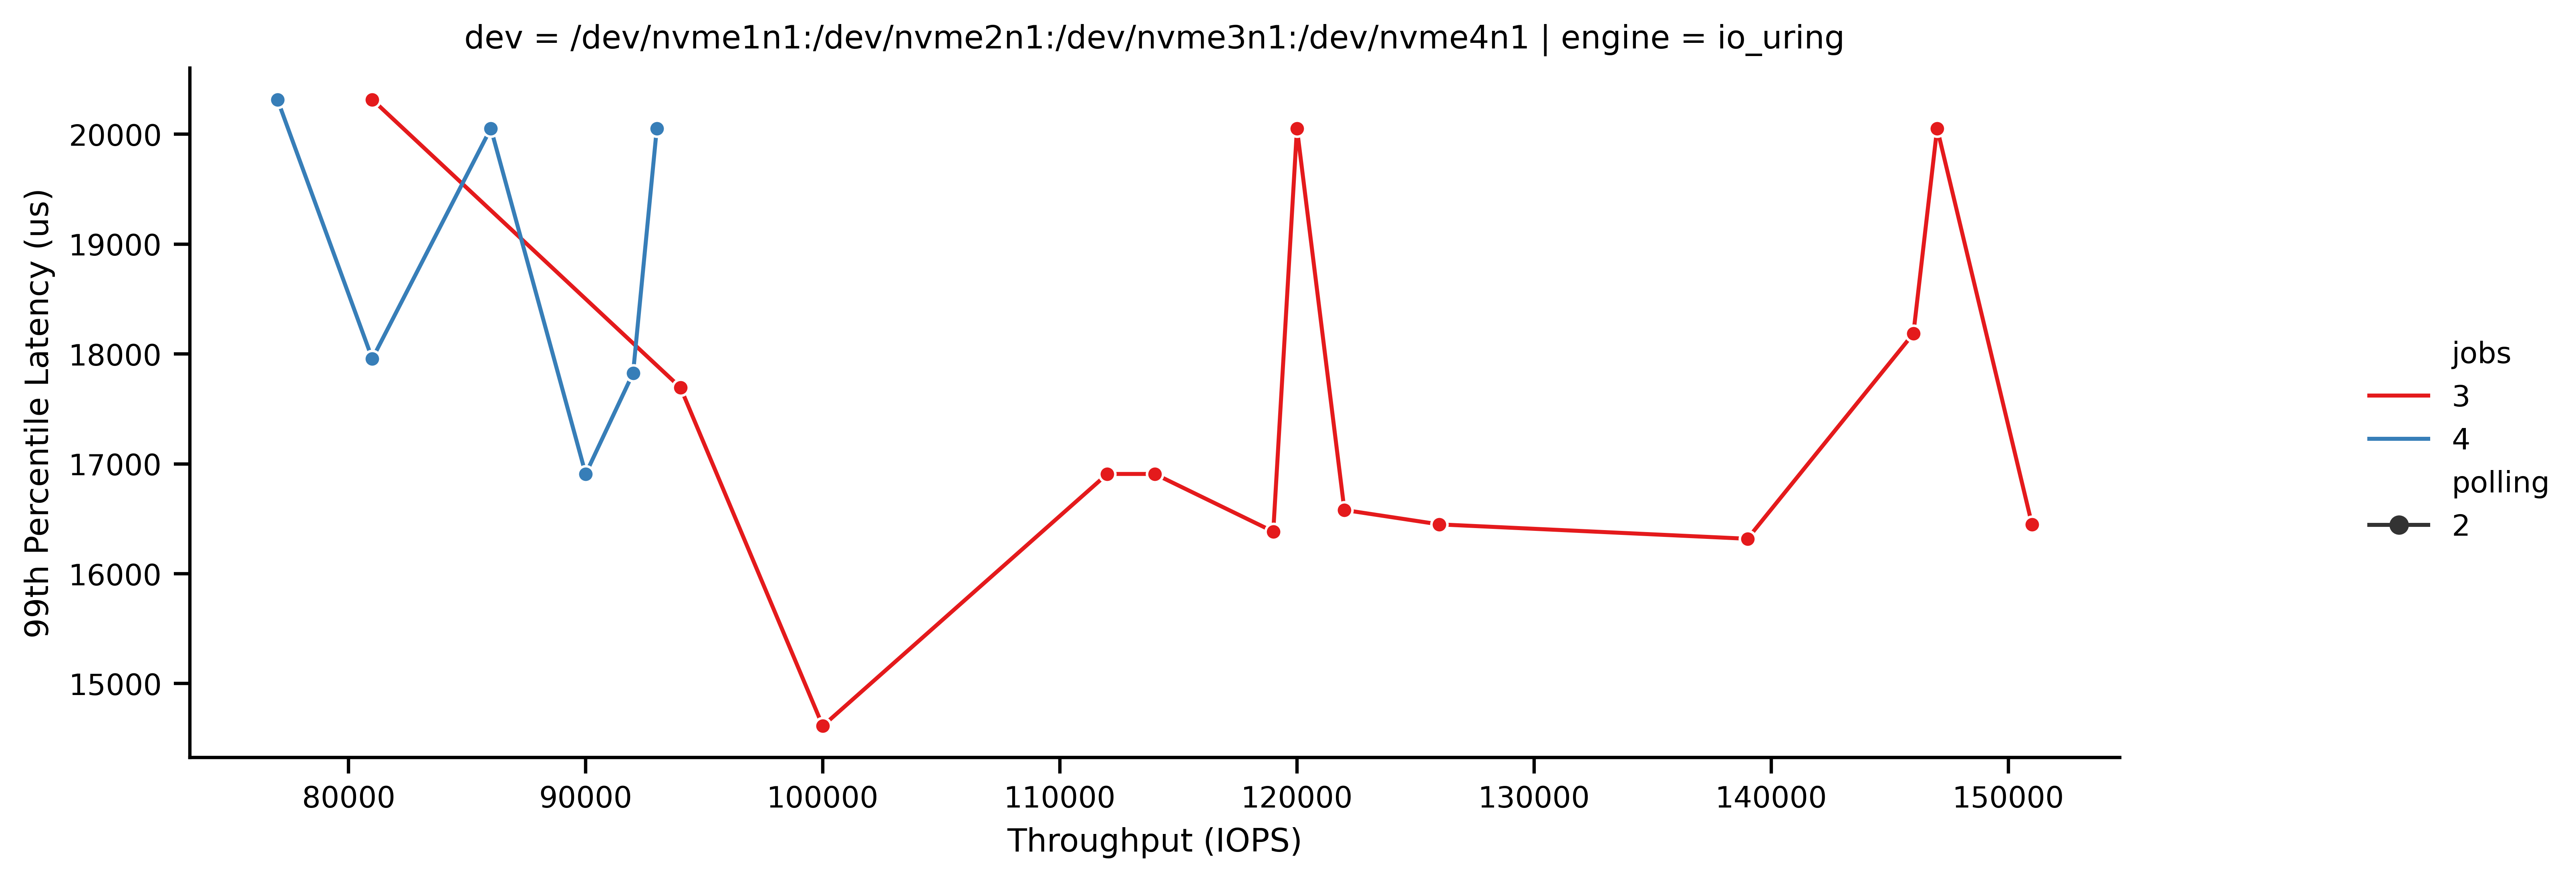 dev = /dev/nvme1n1:/dev/nvme2n1:/dev/nvme3n1:/dev/nvme4n1 | engine = io_uring
99th Percentile Latency (us)
20000
19000
18000
17000
16000
15000
80000 90000 100000 110000 120000 130000 140000 150000
Throughput (IOPS)
jobs
3
4
polling
2